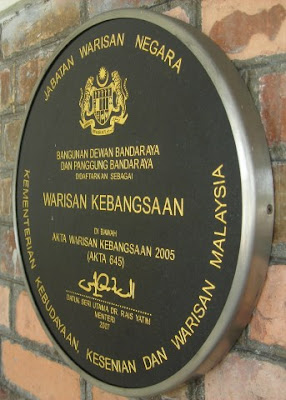 JABATAN WARISAN NEGARA
BANGUNAN DEWAN BANDARAYA
DAN PANGGUNG BANDARAYA
DIDAFTARKAN SEBAGAI
WARISAN KEBANGSAAN
DI BAWAH
AKTA WARISAN KEBANGSAAN 2005
(AKTA 645)
DATUK SERI UTAMA DR. RAIS YATIM
MENTERI
2007
KEMENTERIAN KEBUDAYAAN, KESENIAN DAN WARISAN MALAYSIA